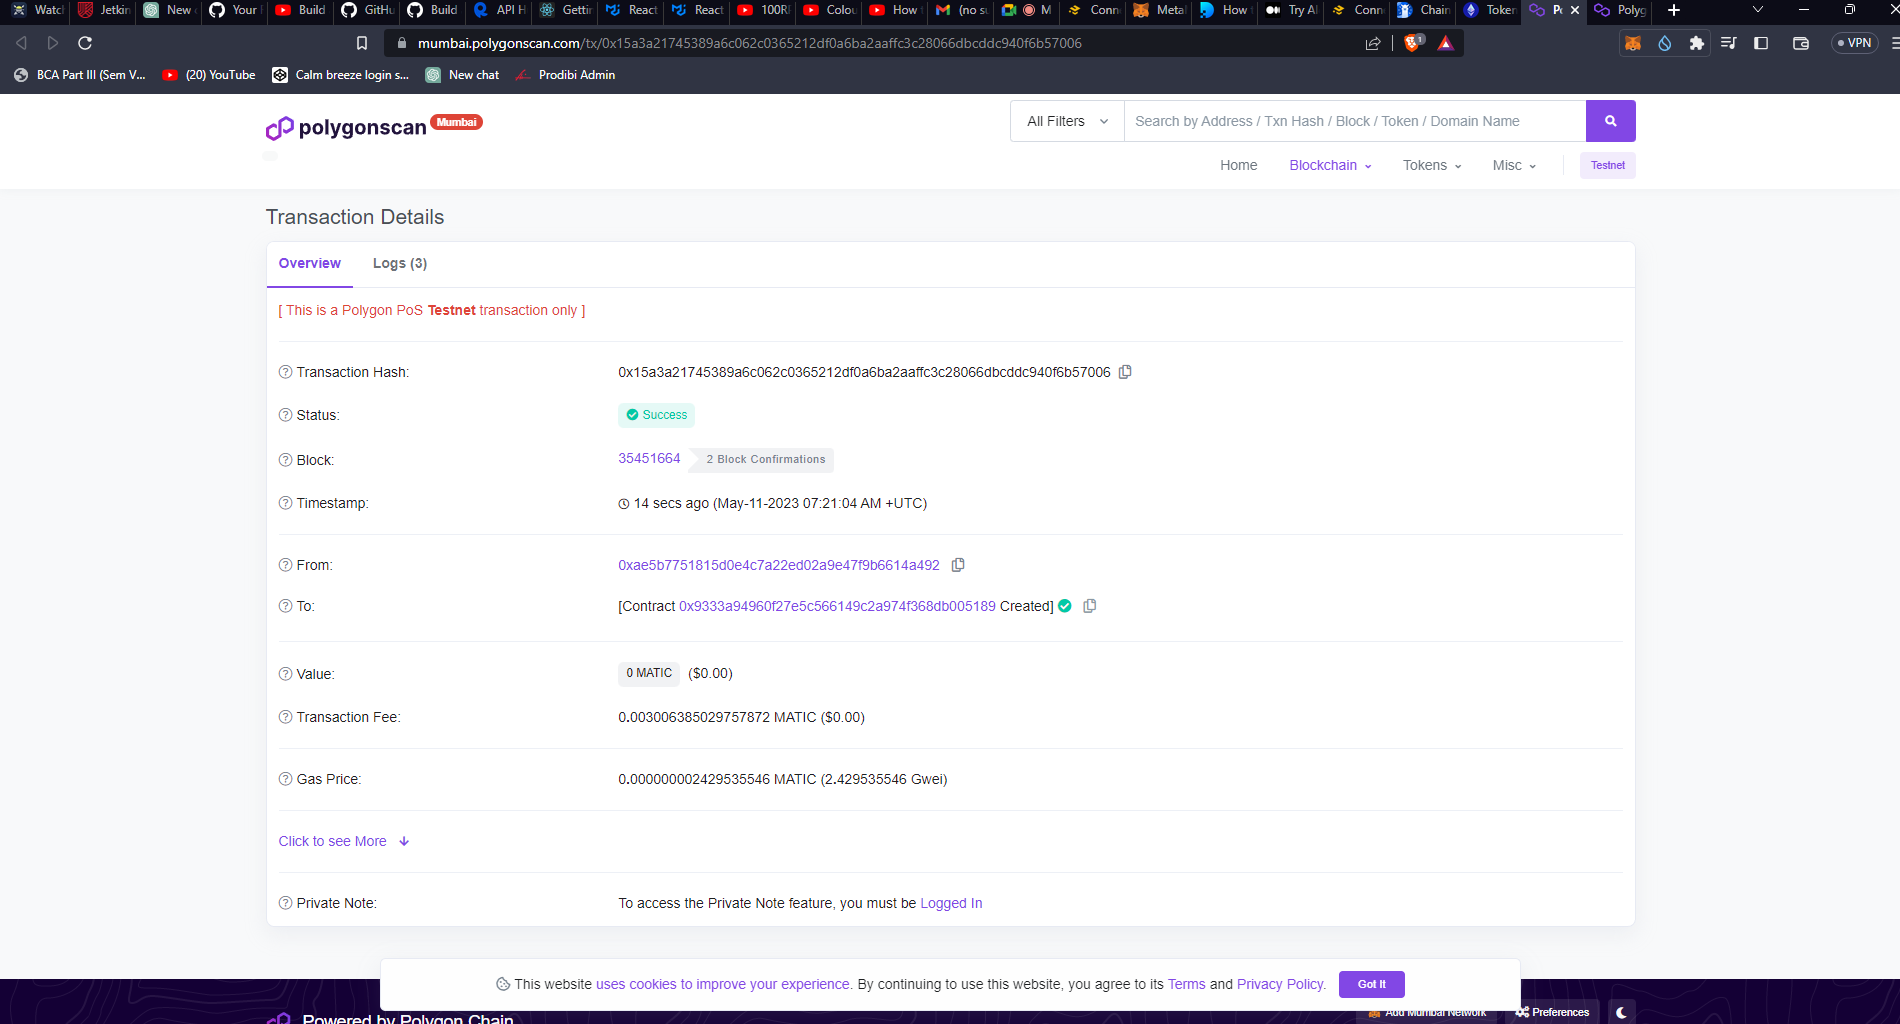 Watc Jetkin New Your Build GitHu Build API H Gettin React React 100R Colou How (no su M Conn Meta How Try Al Conn Chain Token Po Polyg
mumbai.polygonscan.com/tx/0x15a3a21745389a6c062c0365212df0a6ba2aaffc3c28066dbcddc940f6b57006 1 VPN
BCA Part III (Sem V... (20) YouTube Calm breeze login s... New chat Prodibi Admin
polygonscan Mumbai
All Filters Search by Address / Txn Hash / Block / Token / Domain Name
Home Blockchain Tokens Misc Testnet
Transaction Details
Overview Logs (3)
[ This is a Polygon PoS Testnet transaction only ]
Transaction Hash: 0x15a3a21745389a6c062c0365212df0a6ba2aaffc3c28066dbcddc940f6b57006
Status: Success
Block: 35451664 2 Block Confirmations
Timestamp: 14 secs ago (May-11-2023 07:21:04 AM +UTC)
From: 0xae5b7751815d0e4c7a22ed02a9e47f9b6614a492
To: [Contract 0x9333a94960f27e5c566149c2a974f368db005189 Created]
Value: 0 MATIC ($0.00)
Transaction Fee: 0.003006385029757872 MATIC ($0.00)
Gas Price: 0.000000002429535546 MATIC (2.429535546 Gwei)
Click to see More
Private Note: To access the Private Note feature, you must be Logged In
This website uses cookies to improve your experience. By continuing to use this website, you agree to its Terms and Privacy Policy. Got It
Powered by Polygon Chain Add Mumbai Network Preferences